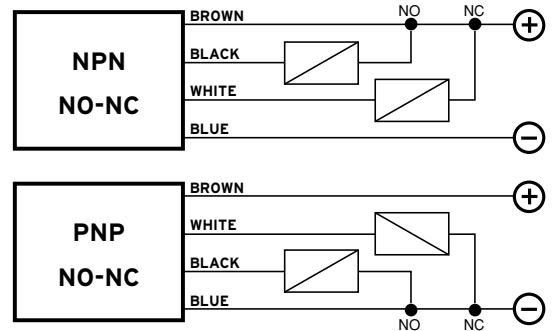 BROWN
NO
NC
+
NPN
NO-NC
BLACK
WHITE
BLUE
−
BROWN
+
PNP
NO-NC
WHITE
BLACK
BLUE
−
NO
NC